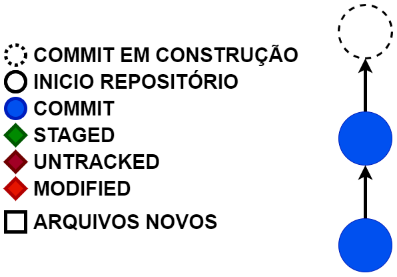 COMMIT EM CONSTRUÇÃO
INICIO REPOSITÓRIO
COMMIT
STAGED
UNTRACKED
MODIFIED
ARQUIVOS NOVOS